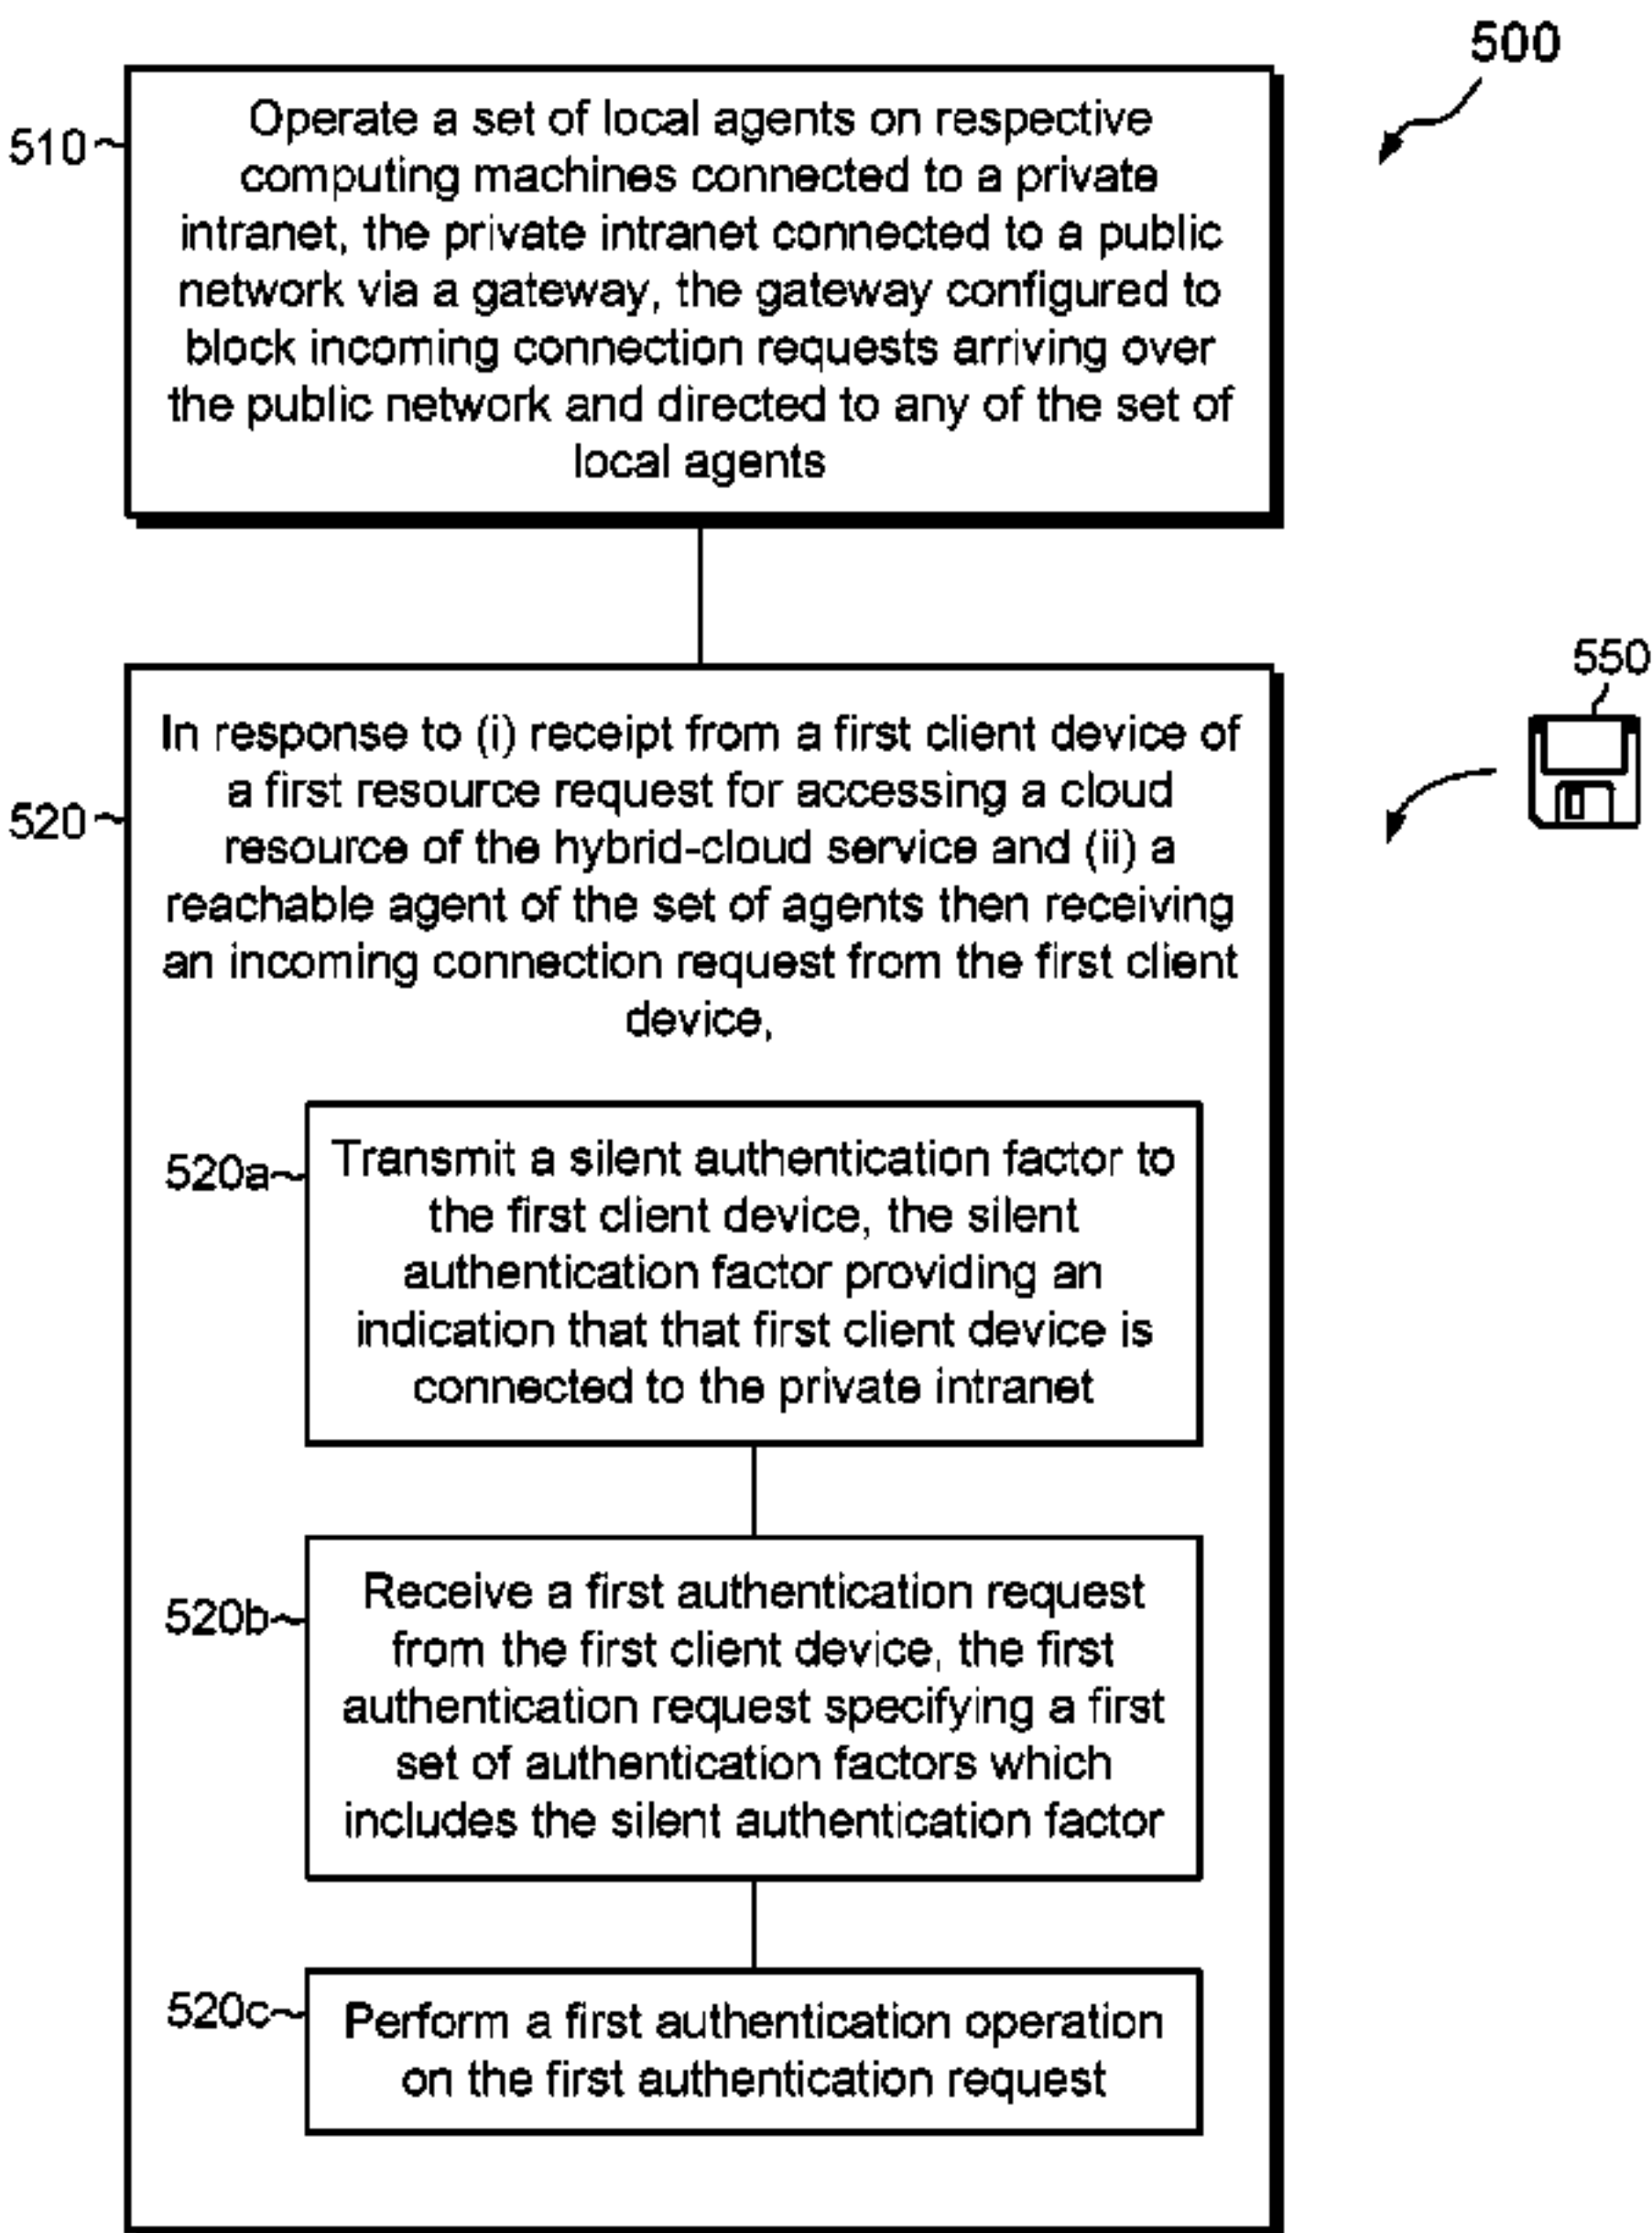 500
510
Operate a set of local agents on respective
computing machines connected to a private
intranet, the private intranet connected to a public
network via a gateway, the gateway configured to
block incoming connection requests arriving over
the public network and directed to any of the set of
local agents
550
520
In response to (i) receipt from a first client device of
a first resource request for accessing a cloud
resource of the hybrid-cloud service and (ii) a
reachable agent of the set of agents then receiving
an incoming connection request from the first client
device,
520a
Transmit a silent authentication factor to
the first client device, the silent
authentication factor providing an
indication that that first client device is
connected to the private intranet
520b
Receive a first authentication request
from the first client device, the first
authentication request specifying a first
set of authentication factors which
includes the silent authentication factor
520c
Perform a first authentication operation
on the first authentication request